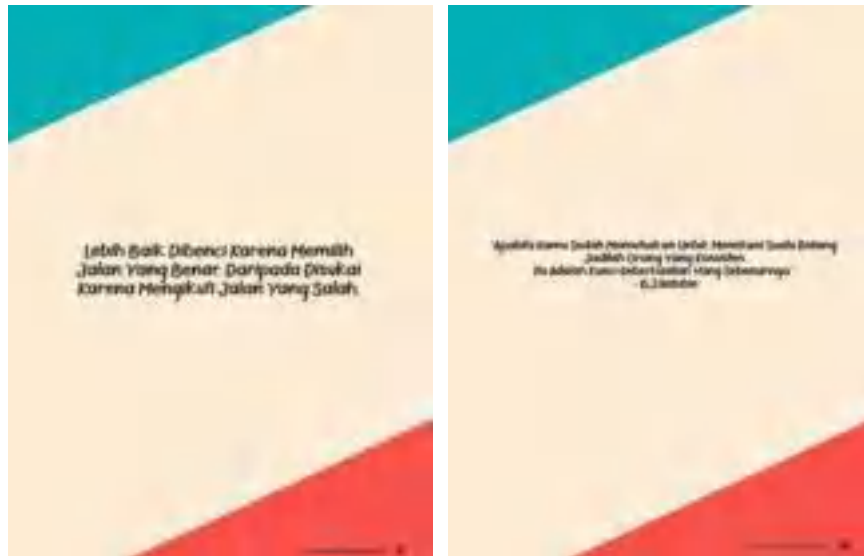 Lebih Baik Dibenci Karena Memilih
Jalan Yang Benar Daripada Disukai
Karena Mengikuti Jalan Yang Salah
Apabila Kamu Sudah Memutuskan Untuk Menekuni Suatu Bidang
Jadilah Orang Yang Konsisten
Itu Adalah Kunci Keberhasilan Yang Sebenarnya